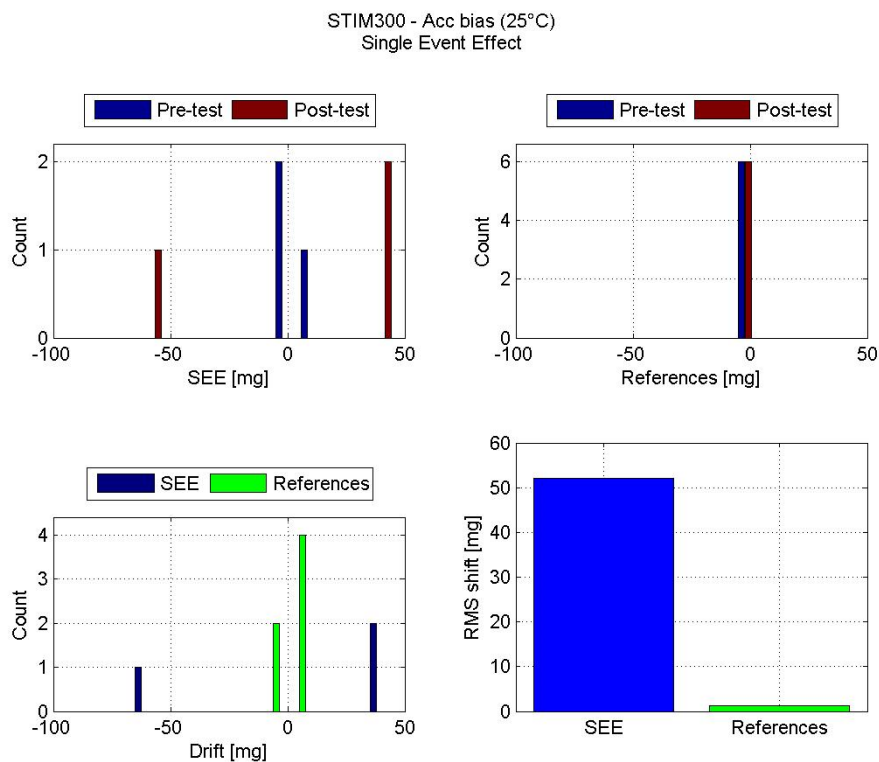 STIM300 - Acc bias (25°C)
Single Event Effect
Pre-test Post-test
2
1
0
Count
-100 -50 0 50
SEE [mg]
Pre-test Post-test
6
4
2
0
Count
-100 -50 0 50
References [mg]
SEE References
4
3
2
1
0
Count
-100 -50 0 50
Drift [mg]
60
50
40
30
20
10
0
RMS shift [mg]
SEE References